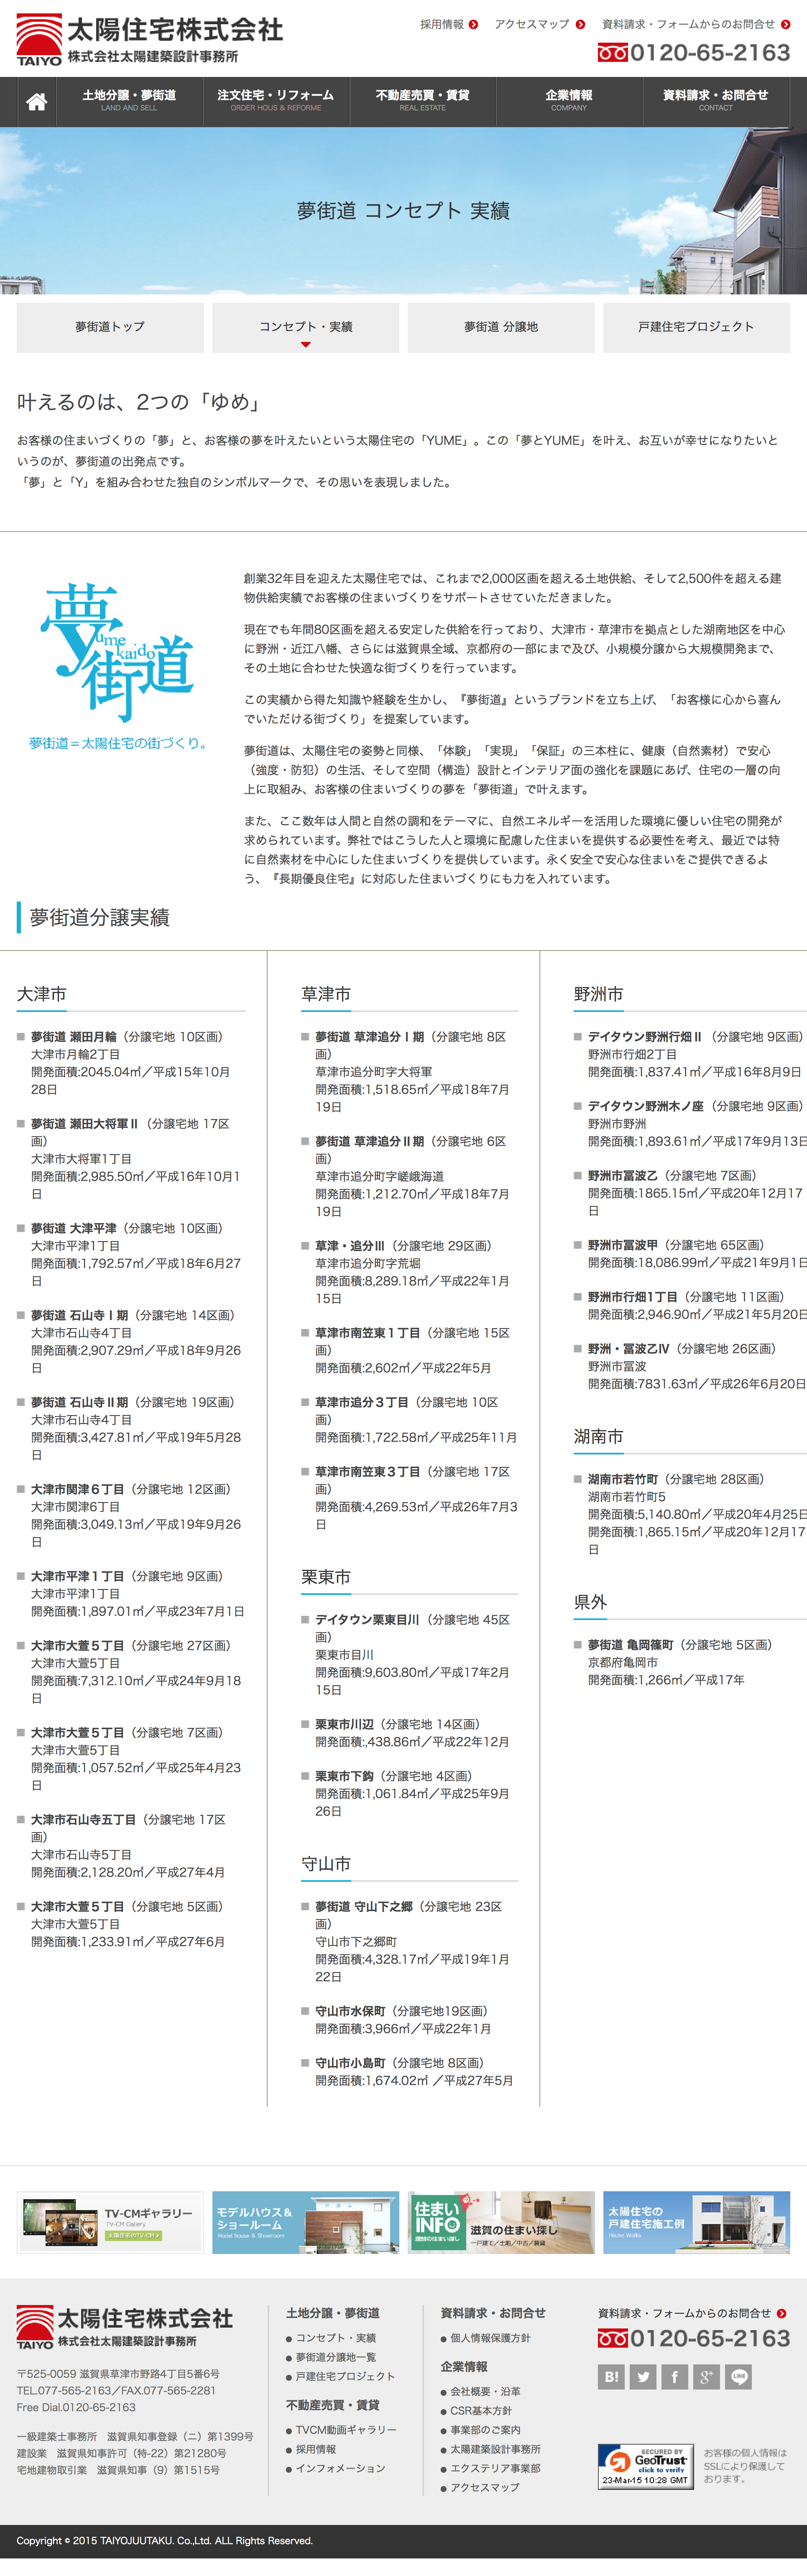 太陽住宅株式会社
株式会社太陽建築設計事務所
TAIYO
採用情報
アクセスマップ
資料請求・フォームからのお問合せ
0120-65-2163
土地分譲・夢街道
LAND AND SELL
注文住宅・リフォーム
ORDER HOUS & REFORME
不動産売買・賃貸
REAL ESTATE
企業情報
COMPANY
資料請求・お問合せ
CONTACT
夢街道 コンセプト 実績
夢街道トップ
コンセプト・実績
夢街道 分譲地
戸建住宅プロジェクト
叶えるのは、2つの「ゆめ」
お客様の住まいづくりの「夢」と、お客様の夢を叶えたいという太陽住宅の「YUME」。この「夢とYUME」を叶え、お互いが幸せになりたいと
いうのが、夢街道の出発点です。
「夢」と「Y」を組み合わせた独自のシンボルマークで、その思いを表現しました。
夢
yume
kaido
街道
夢街道＝太陽住宅の街づくり。
創業32年目を迎えた太陽住宅では、これまで2,000区画を超える土地供給、そして2,500件を超える建
物供給実績でお客様の住まいづくりをサポートさせていただきました。
現在でも年間80区画を超える安定した供給を行っており、大津市・草津市を拠点とした湖南地区を中心
に野洲・近江八幡、さらには滋賀県全域、京都府の一部にまで及び、小規模分譲から大規模開発まで、
その土地に合わせた快適な街づくりを行っています。
この実績から得た知識や経験を生かし、『夢街道』というブランドを立ち上げ、「お客様に心から喜ん
でいただける街づくり」を提案しています。
夢街道は、太陽住宅の姿勢と同様、「体験」「実現」「保証」の三本柱に、健康（自然素材）で安心
（強度・防犯）の生活、そして空間（構造）設計とインテリア面の強化を課題にあげ、住宅の一層の向
上に取組み、お客様の住まいづくりの夢を「夢街道」で叶えます。
また、ここ数年は人間と自然の調和をテーマに、自然エネルギーを活用した環境に優しい住宅の開発が
求められています。弊社ではこうした人と環境に配慮した住まいを提供する必要性を考え、最近では特
に自然素材を中心にした住まいづくりを提供しています。永く安全で安心な住まいをご提供できるよ
う、『長期優良住宅』に対応した住まいづくりにも力を入れています。
夢街道分譲実績
大津市
夢街道 瀬田月輪（分譲宅地 10区画）
大津市月輪2丁目
開発面積:2045.04㎡／平成15年10月
28日
夢街道 瀬田大将軍Ⅱ（分譲宅地 17区
画）
大津市大将軍1丁目
開発面積:2,985.50㎡／平成16年10月1
日
夢街道 大津平津（分譲宅地 10区画）
大津市平津1丁目
開発面積:1,792.57㎡／平成18年6月27
日
夢街道 石山寺Ⅰ期（分譲宅地 14区画）
大津市石山寺4丁目
開発面積:2,907.29㎡／平成18年9月26
日
夢街道 石山寺Ⅱ期（分譲宅地 19区画）
大津市石山寺4丁目
開発面積:3,427.81㎡／平成19年5月28
日
大津市関津６丁目（分譲宅地 12区画）
大津市関津6丁目
開発面積:3,049.13㎡／平成19年9月26
日
大津市平津１丁目（分譲宅地 9区画）
大津市平津1丁目
開発面積:1,897.01㎡／平成23年7月1日
大津市大萱５丁目（分譲宅地 27区画）
大津市大萱5丁目
開発面積:7,312.10㎡／平成24年9月18
日
大津市大萱５丁目（分譲宅地 7区画）
大津市大萱5丁目
開発面積:1,057.52㎡／平成25年4月23
日
大津市石山寺五丁目（分譲宅地 17区
画）
大津市石山寺5丁目
開発面積:2,128.20㎡／平成27年4月
大津市大萱５丁目（分譲宅地 5区画）
大津市大萱5丁目
開発面積:1,233.91㎡／平成27年6月
草津市
夢街道 草津追分Ⅰ期（分譲宅地 8区
画）
草津市追分町字大将軍
開発面積:1,518.65㎡／平成18年7月
19日
夢街道 草津追分Ⅱ期（分譲宅地 6区
画）
草津市追分町字嵯峨海道
開発面積:1,212.70㎡／平成18年7月
19日
草津・追分Ⅲ（分譲宅地 29区画）
草津市追分町字荒堀
開発面積:8,289.18㎡／平成22年1月
15日
草津市南笠東１丁目（分譲宅地 15区
画）
開発面積:2,602㎡／平成22年5月
草津市追分３丁目（分譲宅地 10区
画）
開発面積:1,722.58㎡／平成25年11月
草津市南笠東３丁目（分譲宅地 17区
画）
開発面積:4,269.53㎡／平成26年7月3
日
栗東市
デイタウン栗東目川（分譲宅地 45区
画）
栗東市目川
開発面積:9,603.80㎡／平成17年2月
15日
栗東市川辺（分譲宅地 14区画）
開発面積:,438.86㎡／平成22年12月
栗東市下鈎（分譲宅地 4区画）
開発面積:1,061.84㎡／平成25年9月
26日
守山市
夢街道 守山下之郷（分譲宅地 23区
画）
守山市下之郷町
開発面積:4,328.17㎡／平成19年1月
22日
守山市水保町（分譲宅地19区画）
開発面積:3,966㎡／平成22年1月
守山市小島町（分譲宅地 8区画）
開発面積:1,674.02㎡ ／平成27年5月
野洲市
デイタウン野洲行畑Ⅱ（分譲宅地 9区画）
野洲市行畑2丁目
開発面積:1,837.41㎡／平成16年8月9日
デイタウン野洲木ノ座（分譲宅地 9区画）
野洲市野洲
開発面積:1,893.61㎡／平成17年9月13日
野洲市冨波乙（分譲宅地 7区画）
開発面積:1865.15㎡／平成20年12月17
日
野洲市冨波甲（分譲宅地 65区画）
開発面積:18,086.99㎡／平成21年9月1日
野洲市行畑1丁目（分譲宅地 11区画）
開発面積:2,946.90㎡／平成21年5月20日
野洲・冨波乙Ⅳ（分譲宅地 26区画）
野洲市冨波
開発面積:7831.63㎡／平成26年6月20日
湖南市
湖南市若竹町（分譲宅地 28区画）
湖南市若竹町5
開発面積:5,140.80㎡／平成20年4月25日
開発面積:1,865.15㎡／平成20年12月17
日
県外
夢街道 亀岡篠町（分譲宅地 5区画）
京都府亀岡市
開発面積:1,266㎡／平成17年
TV-CMギャラリー
TV-CM Gallery
太陽住宅のTV-CM
モデルハウス＆
ショールーム
Model house & Showroom
住まい
INFO
滋賀の住まい探し
一戸建て／土地／中古／賃貸
太陽住宅の
戸建住宅施工例
House Works
太陽住宅株式会社
株式会社太陽建築設計事務所
TAIYO
〒525-0059 滋賀県草津市野路4丁目5番6号
TEL.077-565-2163／FAX.077-565-2281
Free Dial.0120-65-2163
一級建築士事務所　滋賀県知事登録（ニ）第1399号
建設業　滋賀県知事許可（特-22）第21280号
宅地建物取引業　滋賀県知事（9）第1515号
土地分譲・夢街道
コンセプト・実績
夢街道分譲地一覧
戸建住宅プロジェクト
不動産売買・賃貸
TVCM動画ギャラリー
採用情報
インフォメーション
資料請求・お問合せ
個人情報保護方針
企業情報
会社概要・沿革
CSR基本方針
事業部のご案内
太陽建築設計事務所
エクステリア事業部
アクセスマップ
資料請求・フォームからのお問合せ
0120-65-2163
B!
f
g+
LINE
SECURED BY
GeoTrust
click to verify
23-Mar-15 10:28 GMT
お客様の個人情報は
SSLにより保護して
おります。
Copyright © 2015 TAIYOJUUTAKU. Co.,Ltd. ALL Rights Reserved.